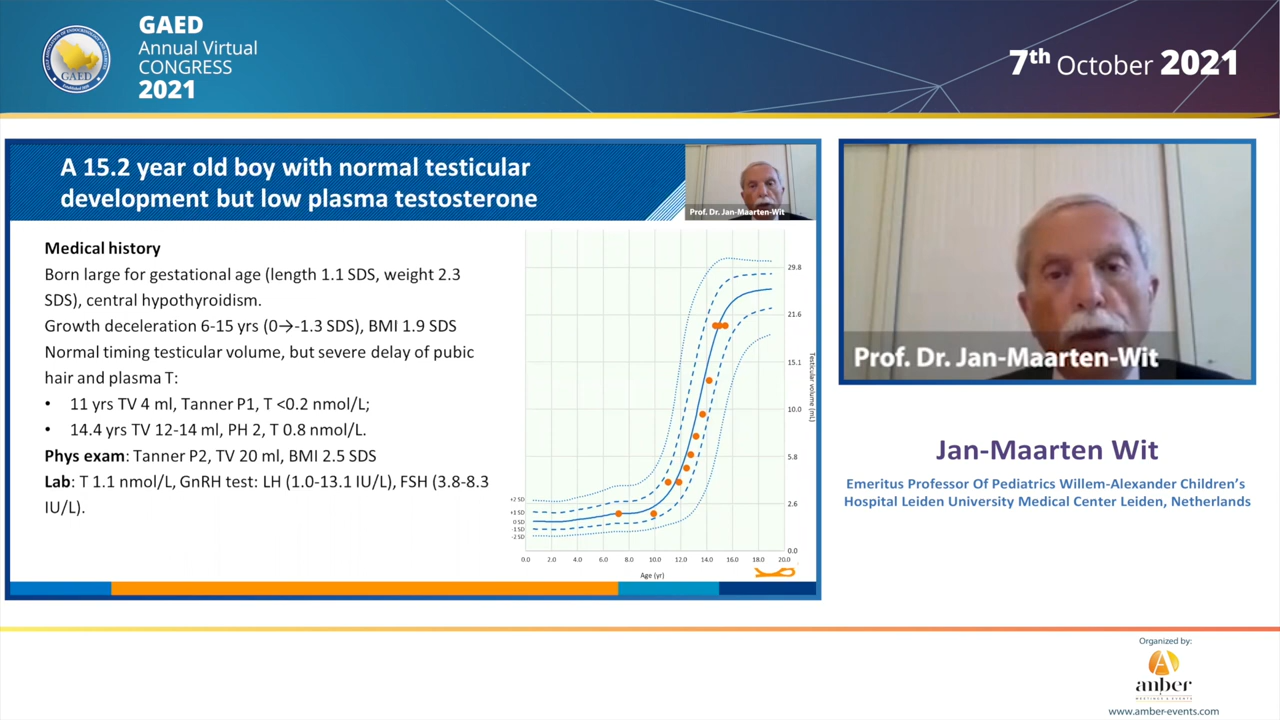 GAED
Annual Virtual
CONGRESS
2021
GAED
7th October 2021
A 15.2 year old boy with normal testicular
development but low plasma testosterone
Prof. Dr. Jan-Maarten-Wit
Medical history
Born large for gestational age (length 1.1 SDS, weight 2.3
SDS), central hypothyroidism.
Growth deceleration 6-15 yrs (0→-1.3 SDS), BMI 1.9 SDS
Normal timing testicular volume, but severe delay of pubic
hair and plasma T:
• 11 yrs TV 4 ml, Tanner P1, T <0.2 nmol/L;
• 14.4 yrs TV 12-14 ml, PH 2, T 0.8 nmol/L.
Phys exam: Tanner P2, TV 20 ml, BMI 2.5 SDS
Lab: T 1.1 nmol/L, GnRH test: LH (1.0-13.1 IU/L), FSH (3.8-8.3
IU/L).
29.8
21.6
15.1
10.0
5.8
2.6
0.0
Testicular volume (mL)
+2 SD
+1 SD
0 SD
-1 SD
-2 SD
0.0 2.0 4.0 6.0 8.0 10.0 12.0 14.0 16.0 18.0 20.0
Age (yr)
Prof. Dr. Jan-Maarten-Wit
Jan-Maarten Wit
Emeritus Professor Of Pediatrics Willem-Alexander Children's
Hospital Leiden University Medical Center Leiden, Netherlands
Organized by:
anber
MEETINGS & EVENTS
www.amber-events.com